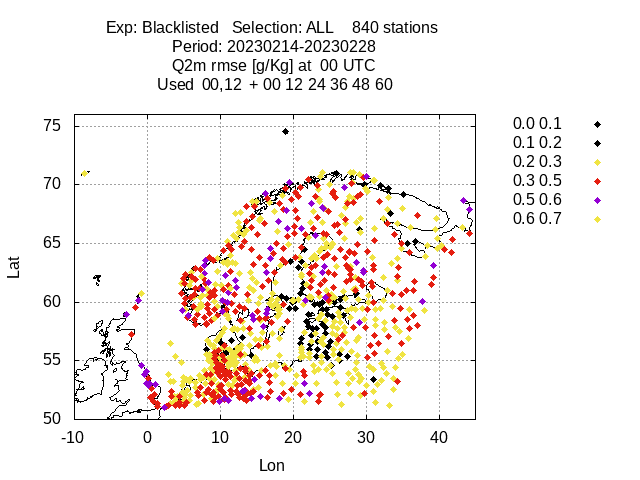 Exp: Blacklisted   Selection: ALL    840 stations
Period: 20230214-20230228
Q2m rmse [g/Kg] at  00 UTC
Used  00,12  + 00 12 24 36 48 60
0.0 0.1
0.1 0.2
0.2 0.3
0.3 0.5
0.5 0.6
0.6 0.7
75
70
65
60
55
50
Lat
-10 0 10 20 30 40
Lon